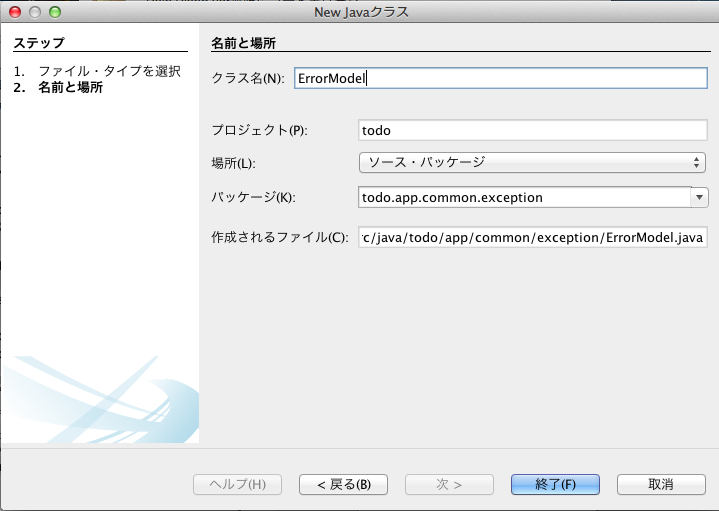 New Javaクラス
ステップ
1. ファイル・タイプを選択
2. 名前と場所
名前と場所
クラス名(N): ErrorModel
プロジェクト(P): todo
場所(L): ソース・パッケージ
パッケージ(K): todo.app.common.exception
作成されるファイル(C): rc/java/todo/app/common/exception/ErrorModel.java
ヘルプ(H) < 戻る(B) 次 > 終了(F) 取消